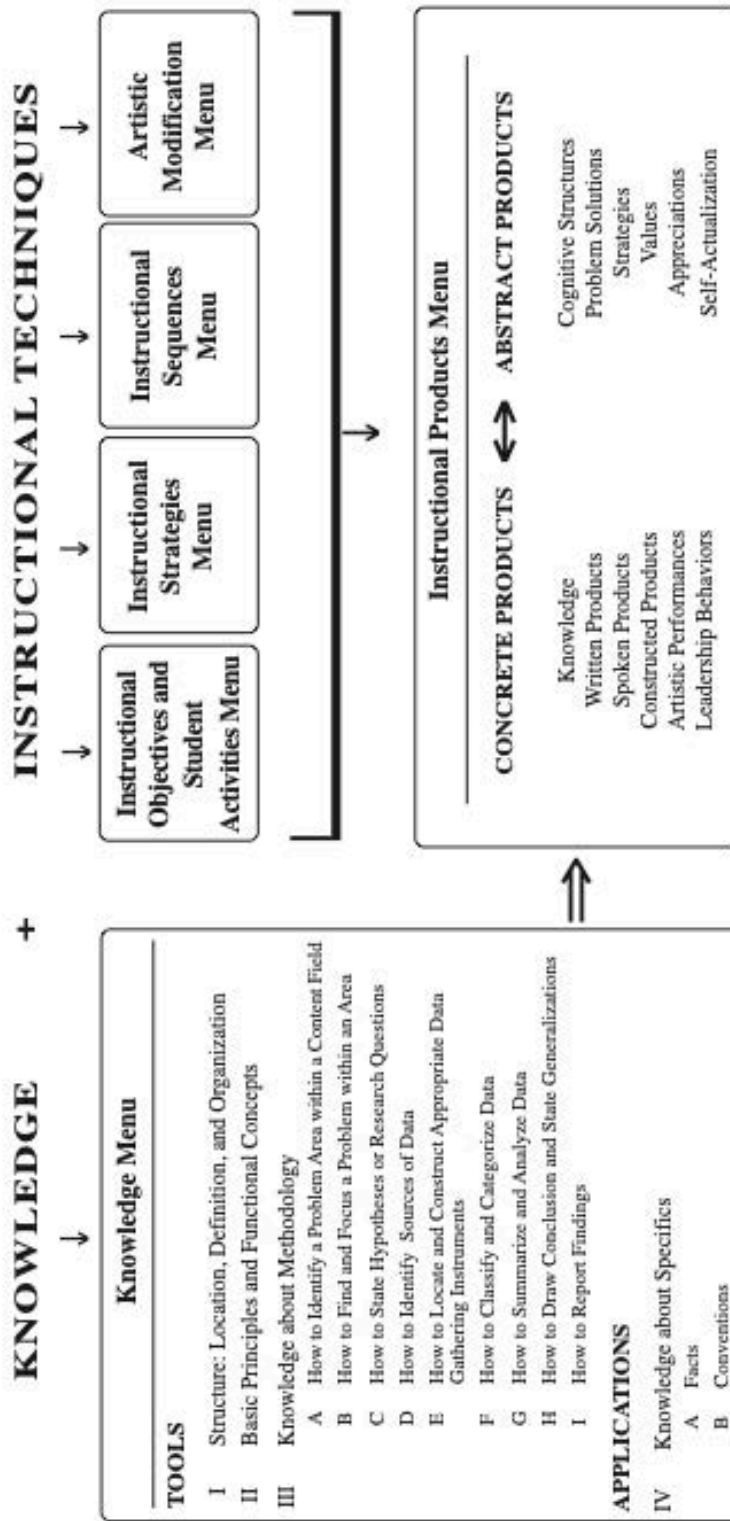 KNOWLEDGE + INSTRUCTIONAL TECHNIQUES
Knowledge Menu
TOOLS
I Structure: Location, Definition, and Organization
II Basic Principles and Functional Concepts
III Knowledge about Methodology
A How to Identify a Problem Area within a Content Field
B How to Find and Focus a Problem within an Area
C How to State Hypotheses or Research Questions
D How to Identify Sources of Data
E How to Locate and Construct Appropriate Data
Gathering Instruments
F How to Classify and Categorize Data
G How to Summarize and Analyze Data
H How to Draw Conclusion and State Generalizations
I How to Report Findings
APPLICATIONS
IV Knowledge about Specifics
A Facts
B Conventions
Instructional
Objectives and
Student
Activities Menu
Instructional
Strategies
Menu
Instructional
Sequences
Menu
Artistic
Modification
Menu
Instructional Products Menu
CONCRETE PRODUCTS
Knowledge
Written Products
Spoken Products
Constructed Products
Artistic Performances
Leadership Behaviors
ABSTRACT PRODUCTS
Cognitive Structures
Problem Solutions
Strategies
Values
Appreciations
Self-Actualization